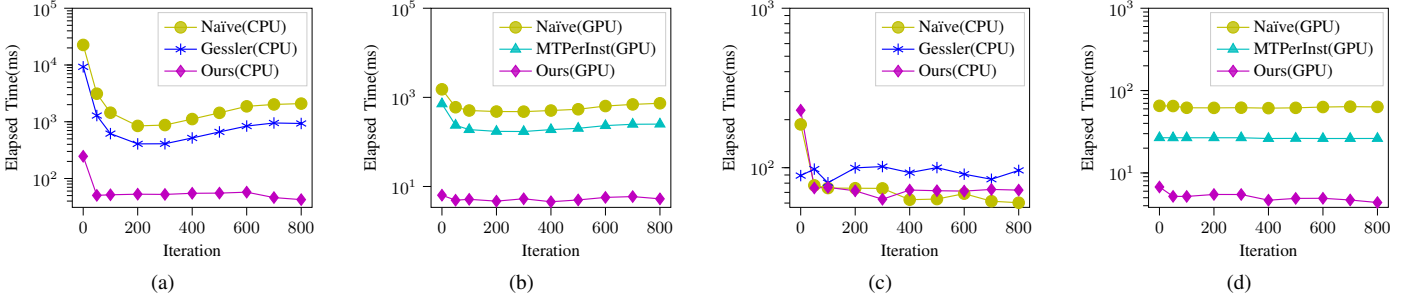 10^5
10^4
10^3
10^2
Elapsed Time(ms)
Naïve(CPU)
Gessler(CPU)
Ours(CPU)
0 200 400 600 800
Iteration
(a)
10^5
10^3
10^1
Elapsed Time(ms)
Naïve(GPU)
MTPerInst(GPU)
Ours(GPU)
0 200 400 600 800
Iteration
(b)
10^3
10^2
Elapsed Time(ms)
Naïve(CPU)
Gessler(CPU)
Ours(CPU)
0 200 400 600 800
Iteration
(c)
10^3
10^2
10^1
Elapsed Time(ms)
Naïve(GPU)
MTPerInst(GPU)
Ours(GPU)
0 200 400 600 800
Iteration
(d)